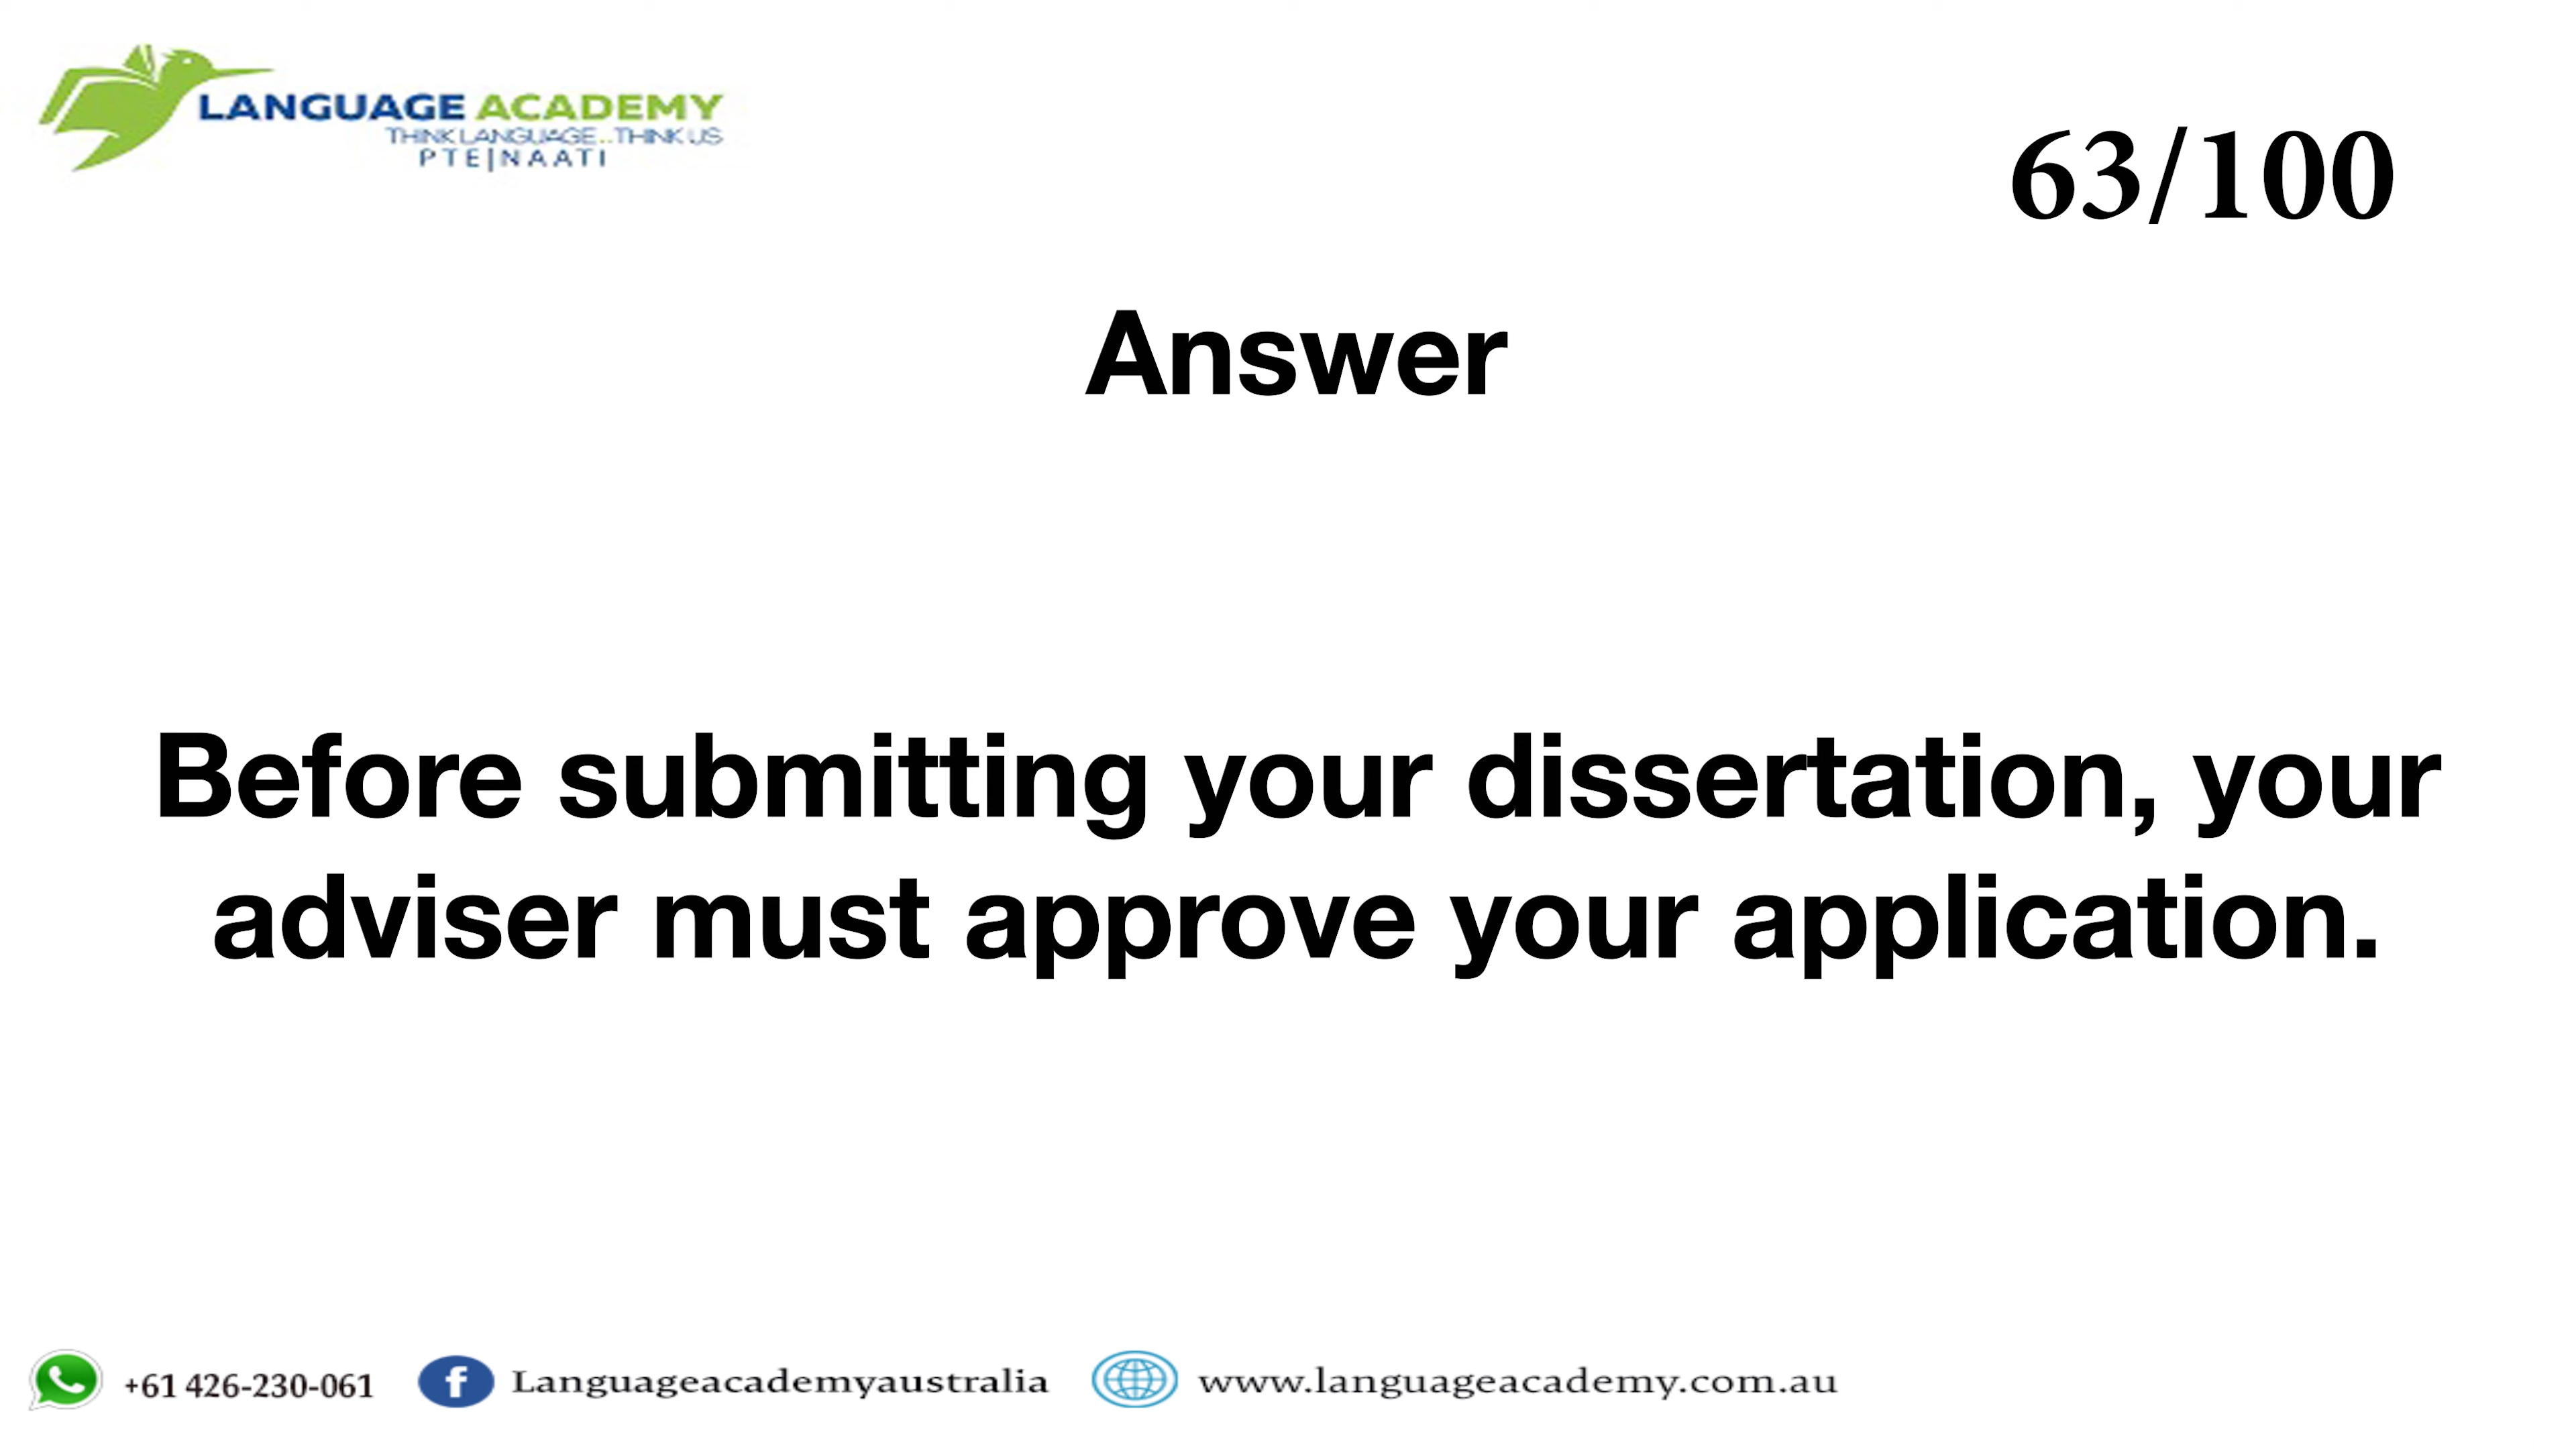 LANGUAGE ACADEMY
THINK LANGUAGE..THINK US
PTE|NAATI
63/100
Answer
Before submitting your dissertation, your
adviser must approve your application.
+61 426-230-061 Languageacademyaustralia www.languageacademy.com.au